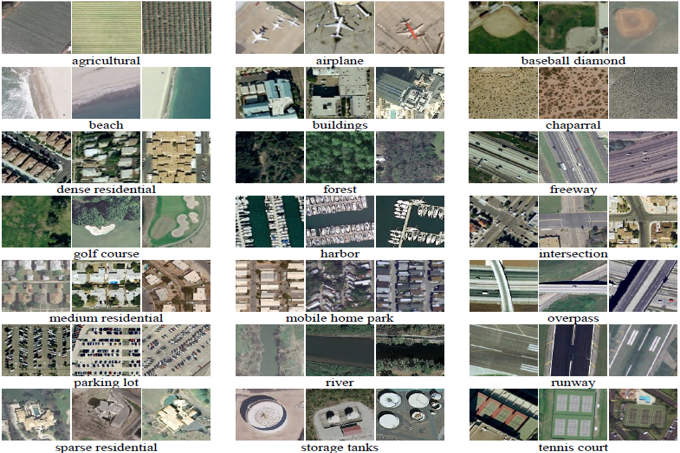 agricultural
airplane
baseball diamond
beach
buildings
chaparral
dense residential
forest
freeway
golf course
harbor
intersection
medium residential
mobile home park
overpass
parking lot
river
runway
sparse residential
storage tanks
tennis court